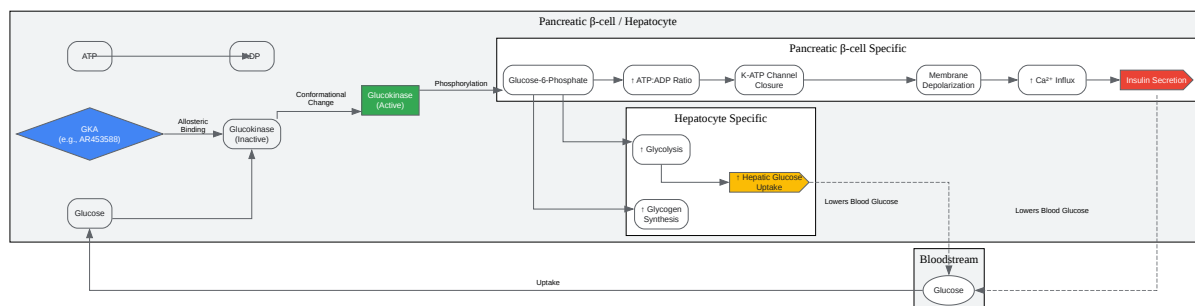 Pancreatic β-cell / Hepatocyte
Pancreatic β-cell Specific
ATP
ADP
Glucose-6-Phosphate
↑ ATP:ADP Ratio
K-ATP Channel
Closure
Membrane
Depolarization
↑ Ca²⁺ Influx
Insulin Secretion
Phosphorylation
Conformational
Change
Glucokinase
(Active)
GKA
(e.g., AR453588)
Allosteric
Binding
Glucokinase
(Inactive)
Hepatocyte Specific
↑ Glycolysis
↑ Hepatic Glucose
Uptake
↑ Glycogen
Synthesis
Glucose
Lowers Blood Glucose
Lowers Blood Glucose
Bloodstream
Uptake
Glucose